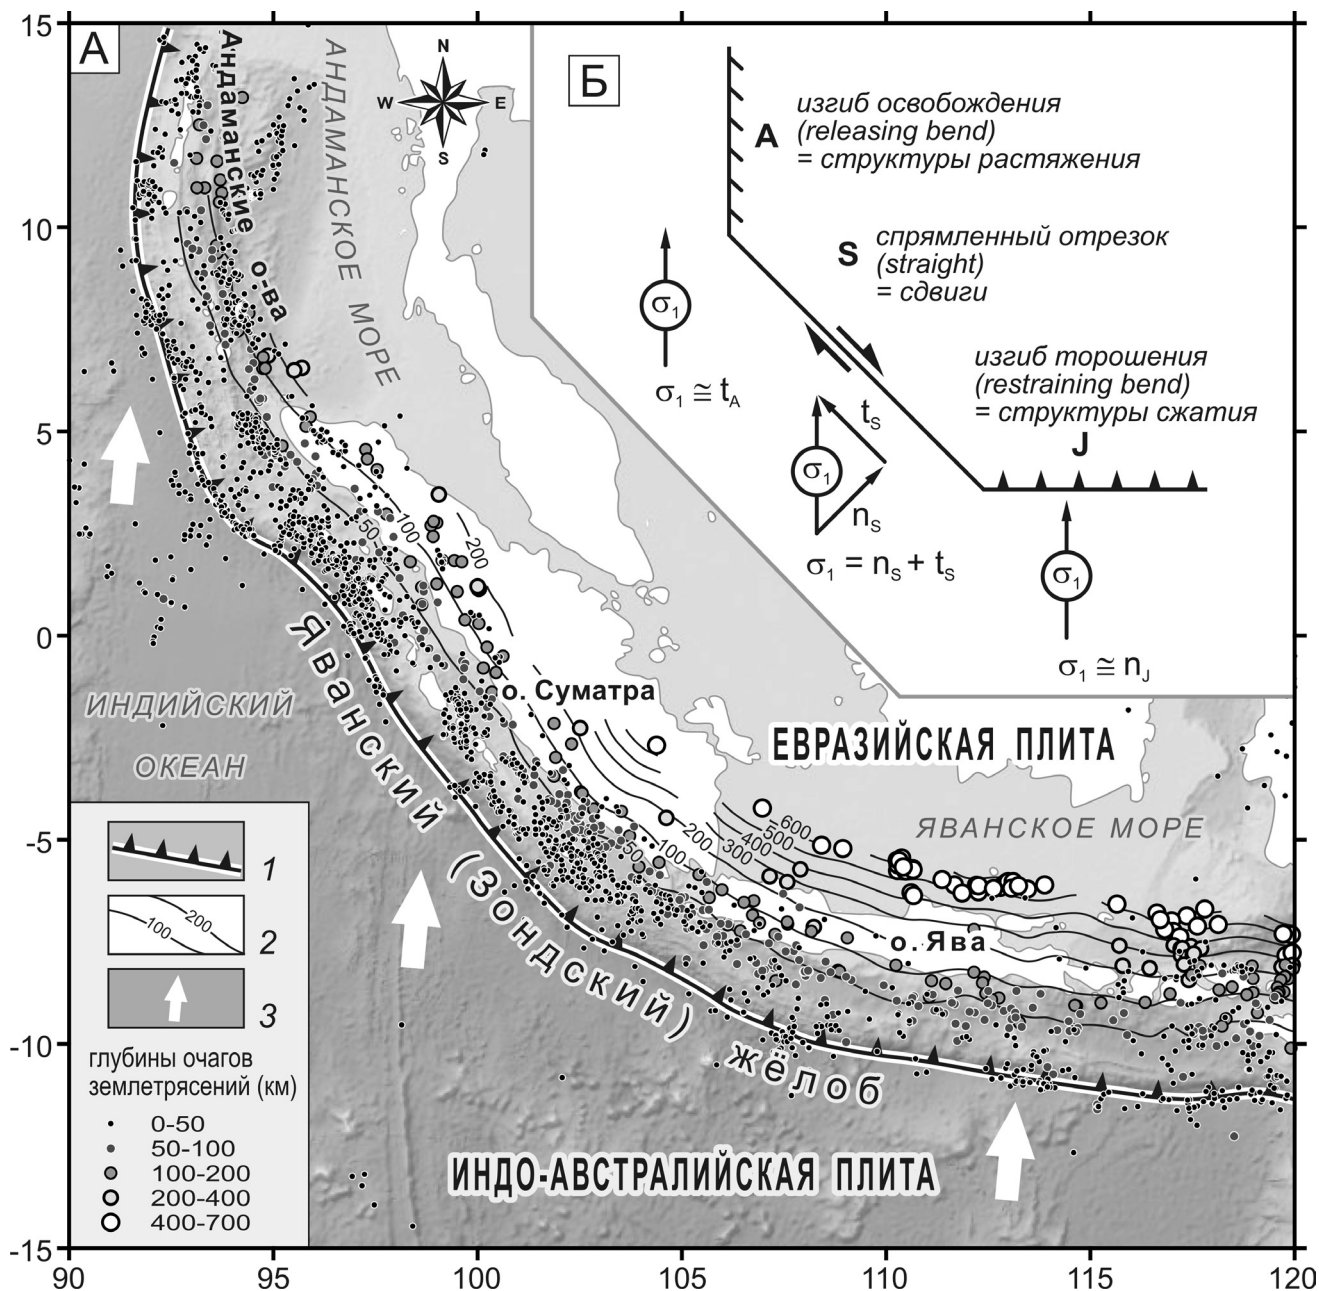 А
Андаманские
о-ва
АНДАМАНСКОЕ МОРЕ
N
W
E
S
Б
A
изгиб освобождения
(releasing bend)
= структуры растяжения
S
спрямленный отрезок
(straight)
= сдвиги
изгиб торошения
(restraining bend)
= структуры сжатия
J
σ₁
σ₁ ≅ tA
tS
σ₁
nS
σ₁ = nS + tS
σ₁
σ₁ ≅ nJ
50
100
200
о. Суматра
ИНДИЙСКИЙ
ОКЕАН
Яванский (Зондский) жёлоб
ЕВРАЗИЙСКАЯ ПЛИТА
ЯВАНСКОЕ МОРЕ
600
500
400
300
200
100
50
о. Ява
ИНДО-АВСТРАЛИЙСКАЯ ПЛИТА
1
100
200
2
3
глубины очагов
землетрясений (км)
0-50
50-100
100-200
200-400
400-700
15
10
5
0
-5
-10
-15
90
95
100
105
110
115
120